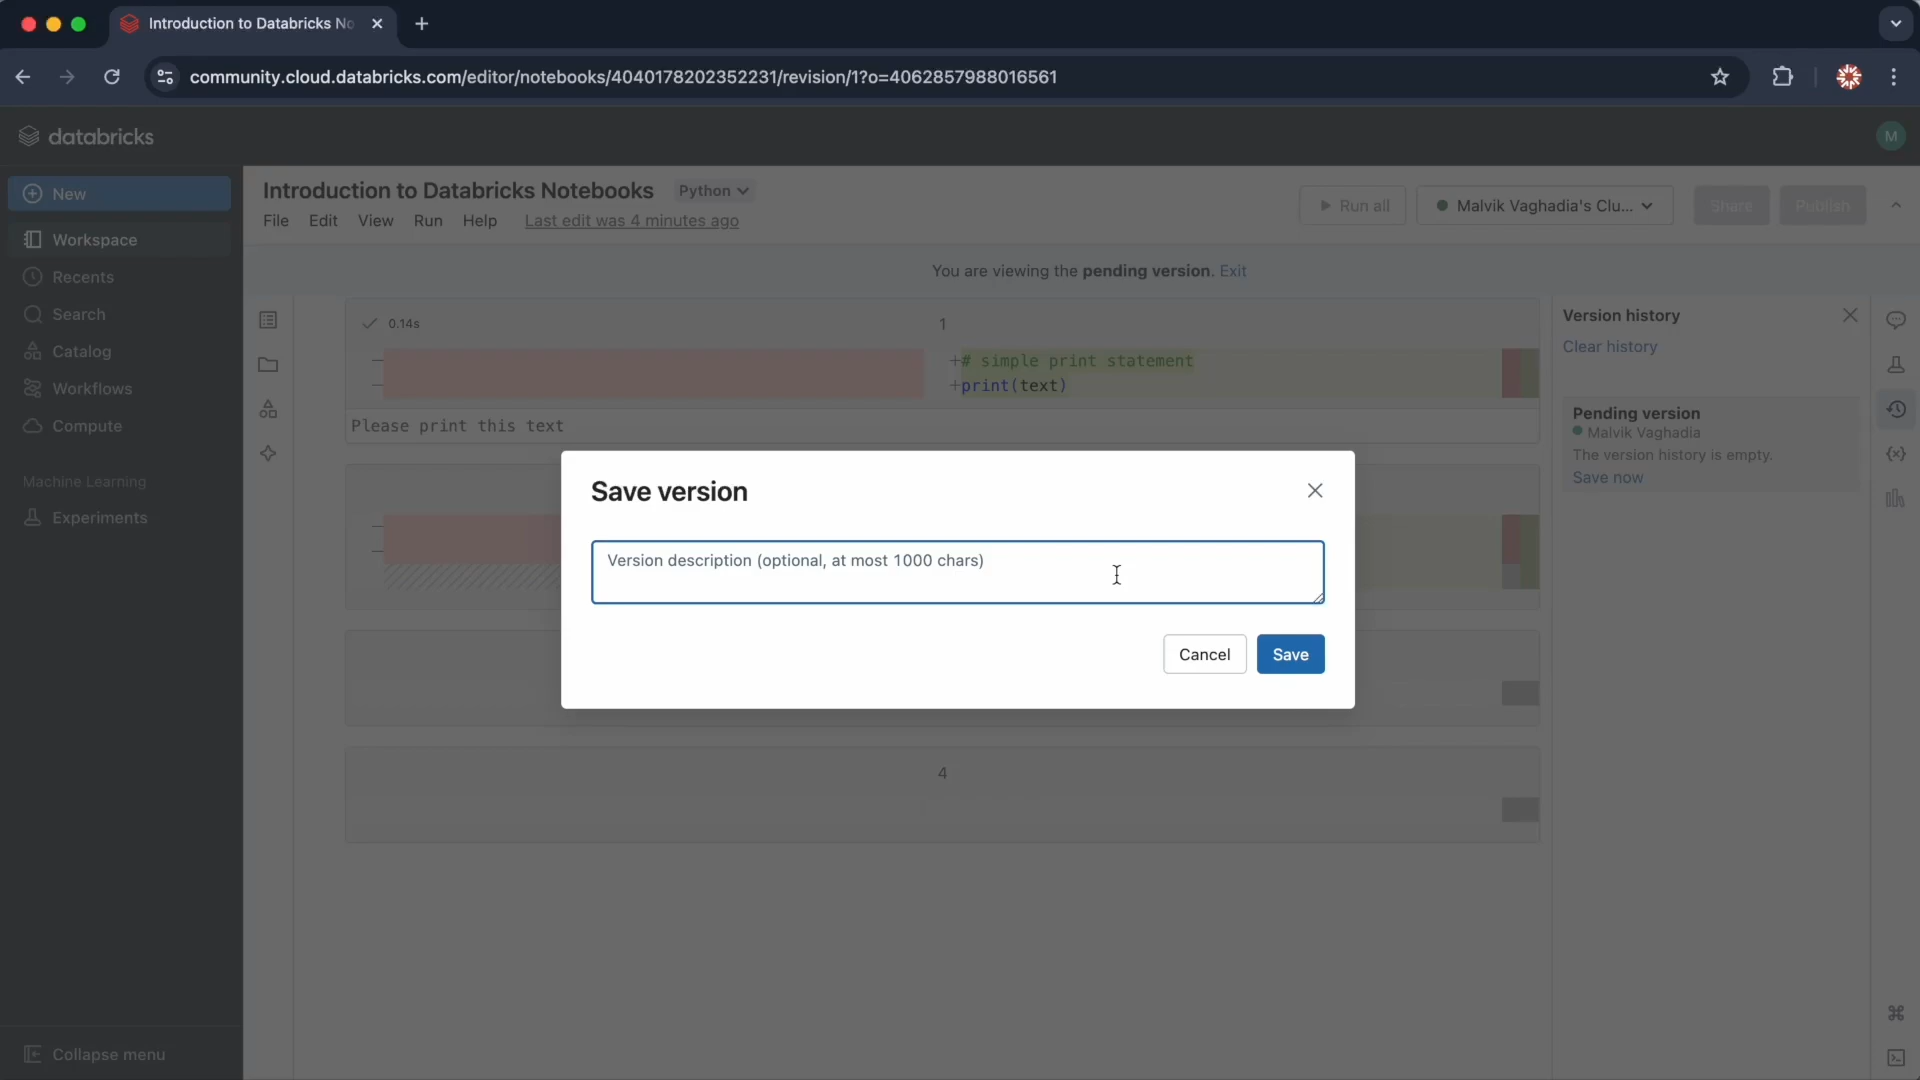 Introduction to Databricks No
community.cloud.databricks.com/editor/notebooks/4040178202352231/revision/1?o=4062857988016561
databricks
M
New
Workspace
Recents
Search
Catalog
Workflows
Compute
Machine Learning
Experiments
Collapse menu
Introduction to Databricks Notebooks
Python
File Edit View Run Help Last edit was 4 minutes ago
Run all
Malvik Vaghadia's Clu...
Share
Publish
You are viewing the pending version. Exit
0.14s
1
+# simple print statement
+print(text)
Please print this text
4
Version history
Clear history
Pending version
Malvik Vaghadia
The version history is empty.
Save now
Save version
Version description (optional, at most 1000 chars)
Cancel
Save